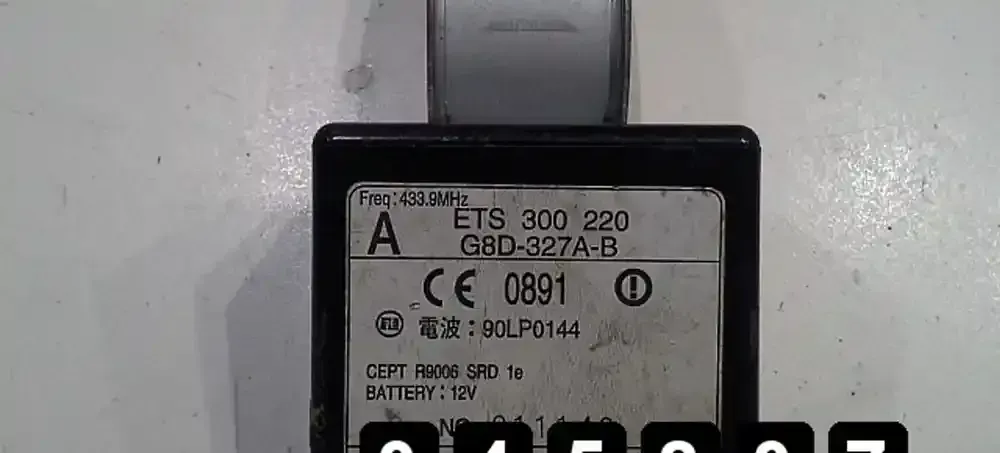 Freq:433.9MHz
A
ETS 300 220
G8D-327A-B
CE 0891
電波:90LP0144
CEPT R9006 SRD 1e
BATTERY:12V